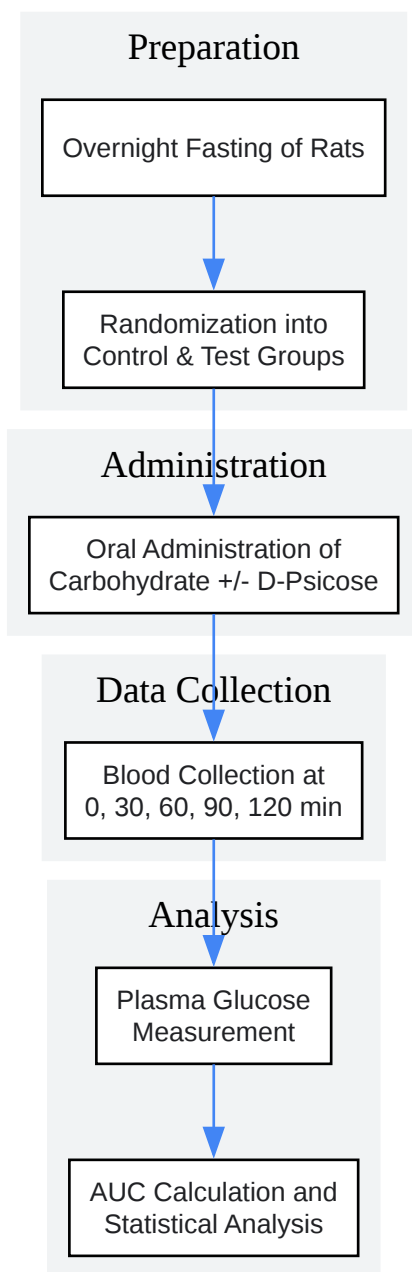 Preparation
Overnight Fasting of Rats
Randomization into
Control & Test Groups
Administration
Oral Administration of
Carbohydrate +/- D-Psicose
Data Collection
Blood Collection at
0, 30, 60, 90, 120 min
Analysis
Plasma Glucose
Measurement
AUC Calculation and
Statistical Analysis